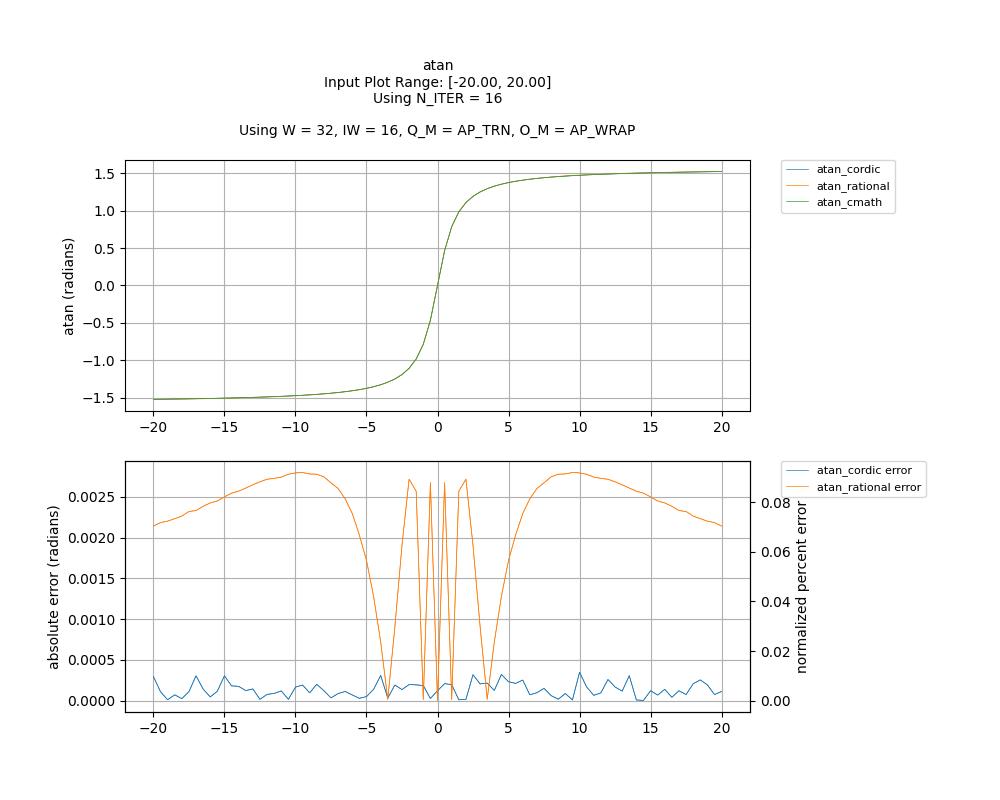 atan
Input Plot Range: [-20.00, 20.00]
Using N_ITER = 16
Using W = 32, IW = 16, Q_M = AP_TRN, O_M = AP_WRAP
1.5
1.0
0.5
0.0
−0.5
−1.0
−1.5
atan (radians)
−20 −15 −10 −5 0 5 10 15 20
atan_cordic
atan_rational
atan_cmath
0.0025
0.0020
0.0015
0.0010
0.0005
0.0000
absolute error (radians)
−20 −15 −10 −5 0 5 10 15 20
0.08
0.06
0.04
0.02
0.00
normalized percent error
atan_cordic error
atan_rational error